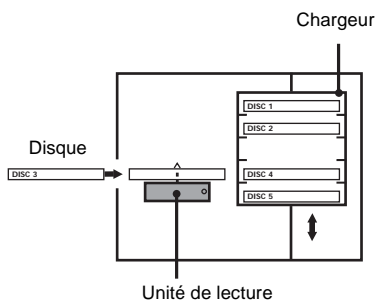 Chargeur
DISC 1
DISC 2
Disque
DISC 3
DISC 4
DISC 5
Unité de lecture